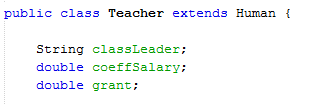 public class Teacher extends Human {
String classLeader;
double coeffSalary;
double grant;